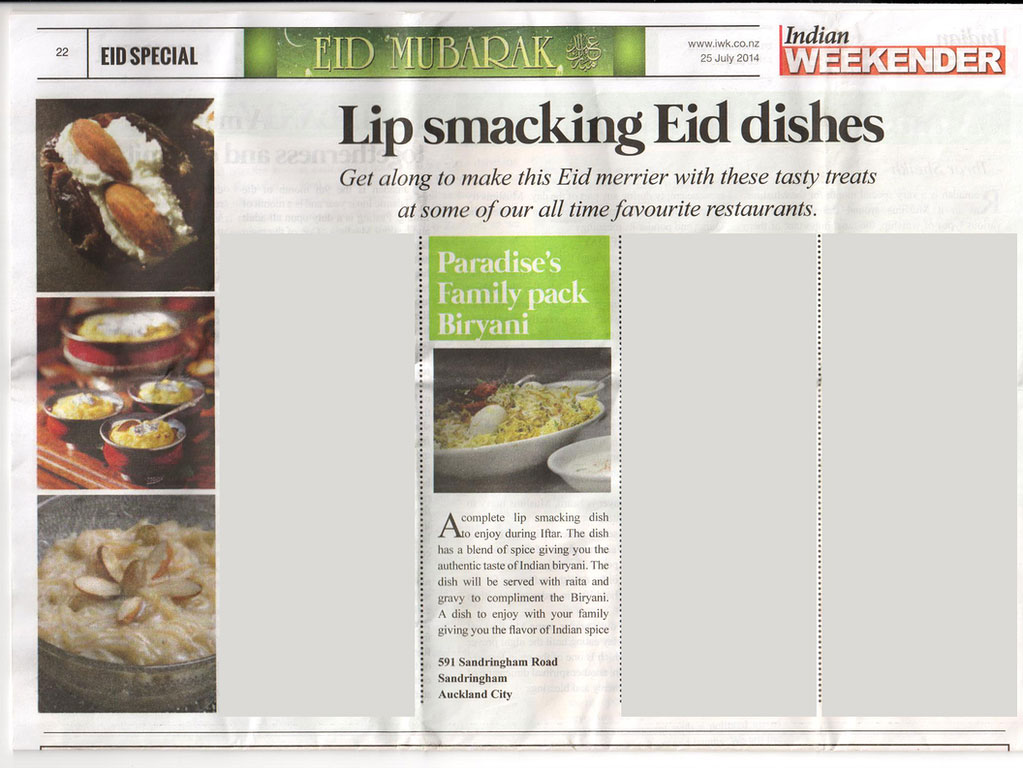 22
EID SPECIAL
EID MUBARAK
www.iwk.co.nz
25 July 2014
Indian
WEEKENDER
Lip smacking Eid dishes
Get along to make this Eid merrier with these tasty treats
at some of our all time favourite restaurants.
Paradise's
Family pack
Biryani
A complete lip smacking dish
to enjoy during Iftar. The dish
has a blend of spice giving you the
authentic taste of Indian biryani. The
dish will be served with raita and
gravy to compliment the Biryani.
A dish to enjoy with your family
giving you the flavor of Indian spice
591 Sandringham Road
Sandringham
Auckland City